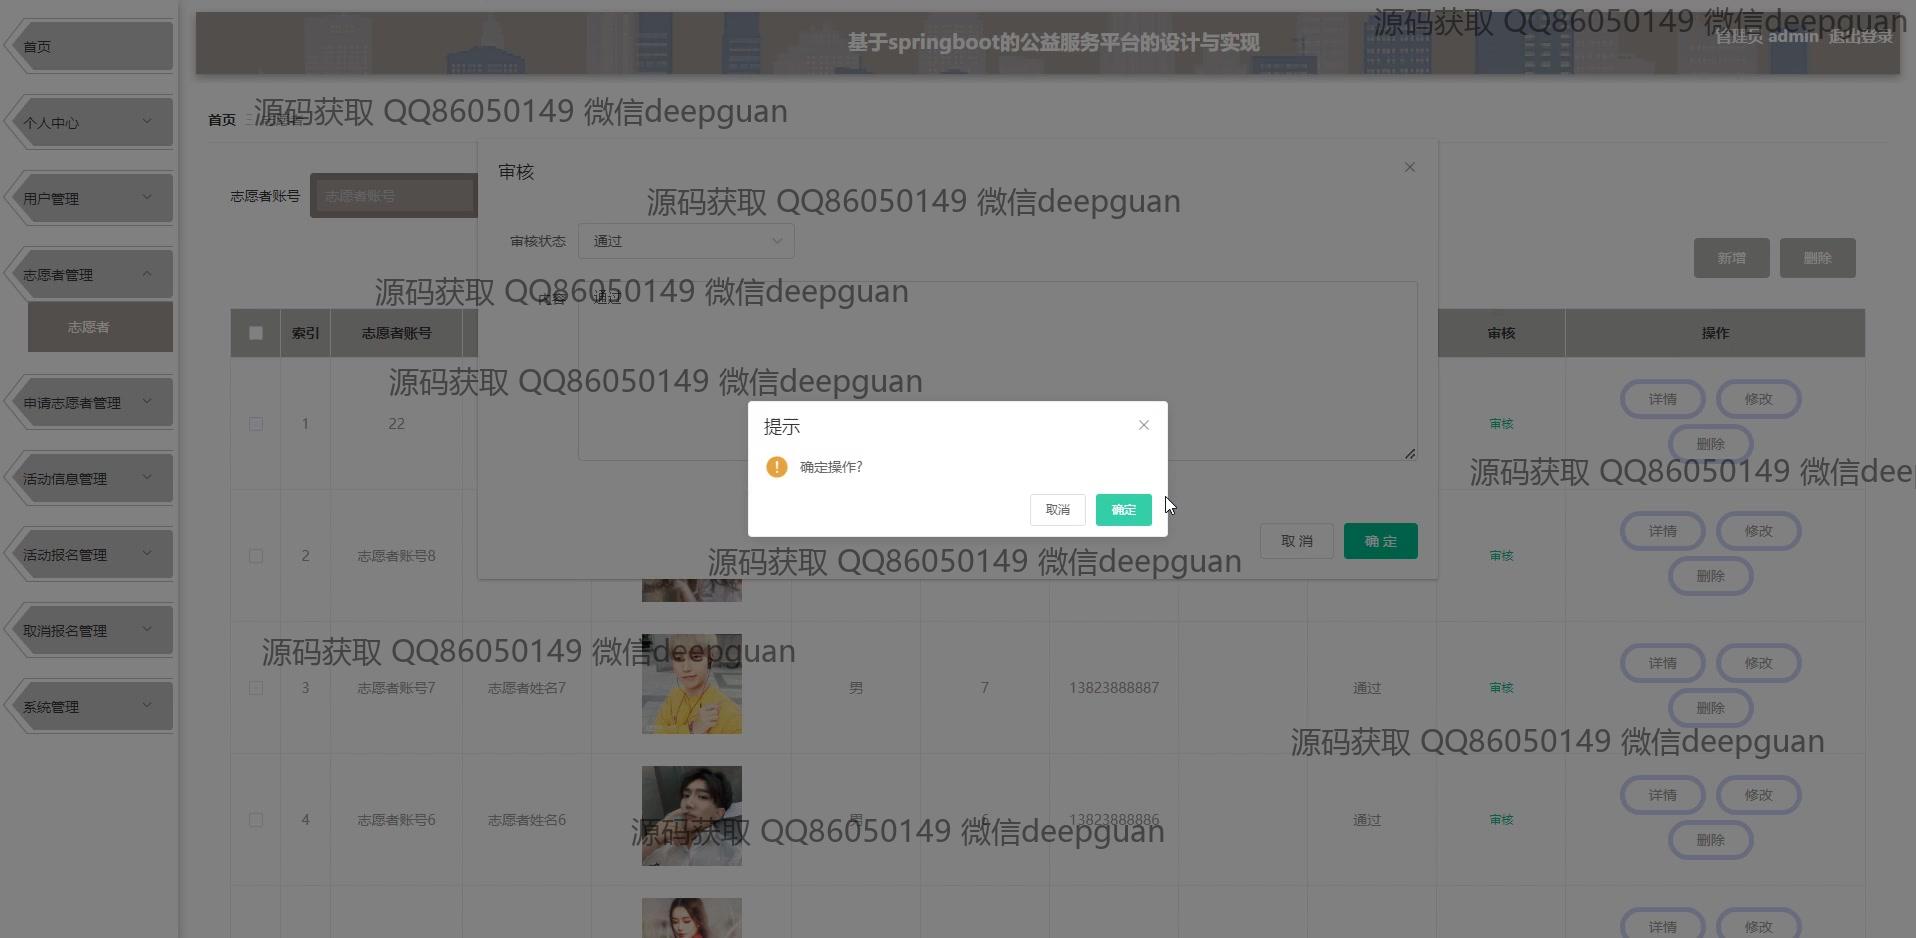 首页
个人中心
用户管理
志愿者管理
志愿者
申请志愿者管理
活动信息管理
活动报名管理
取消报名管理
系统管理
基于springboot的公益服务平台的设计与实现
管理员 admin 退出登录
源码获取 QQ86050149 微信deepguan
首页
源码获取 QQ86050149 微信deepguan
志愿者账号 志愿者账号
审核
源码获取 QQ86050149 微信deepguan
审核状态 通过
新增 删除
内容 通过
源码获取 QQ86050149 微信deepguan
索引 志愿者账号 审核 操作
源码获取 QQ86050149 微信deepguan
1 22 审核 详情 修改 删除
提示
确定操作?
取消 确定
源码获取 QQ86050149 微信deep
取消 确定
源码获取 QQ86050149 微信deepguan
2 志愿者账号8 审核 详情 修改 删除
源码获取 QQ86050149 微信deepguan
3 志愿者账号7 志愿者姓名7 男 7 13823888887 通过 审核 详情 修改 删除
源码获取 QQ86050149 微信deepguan
4 志愿者账号6 志愿者姓名6 男 6 13823888886 通过 审核 详情 修改 删除
源码获取 QQ86050149 微信deepguan
详情 修改